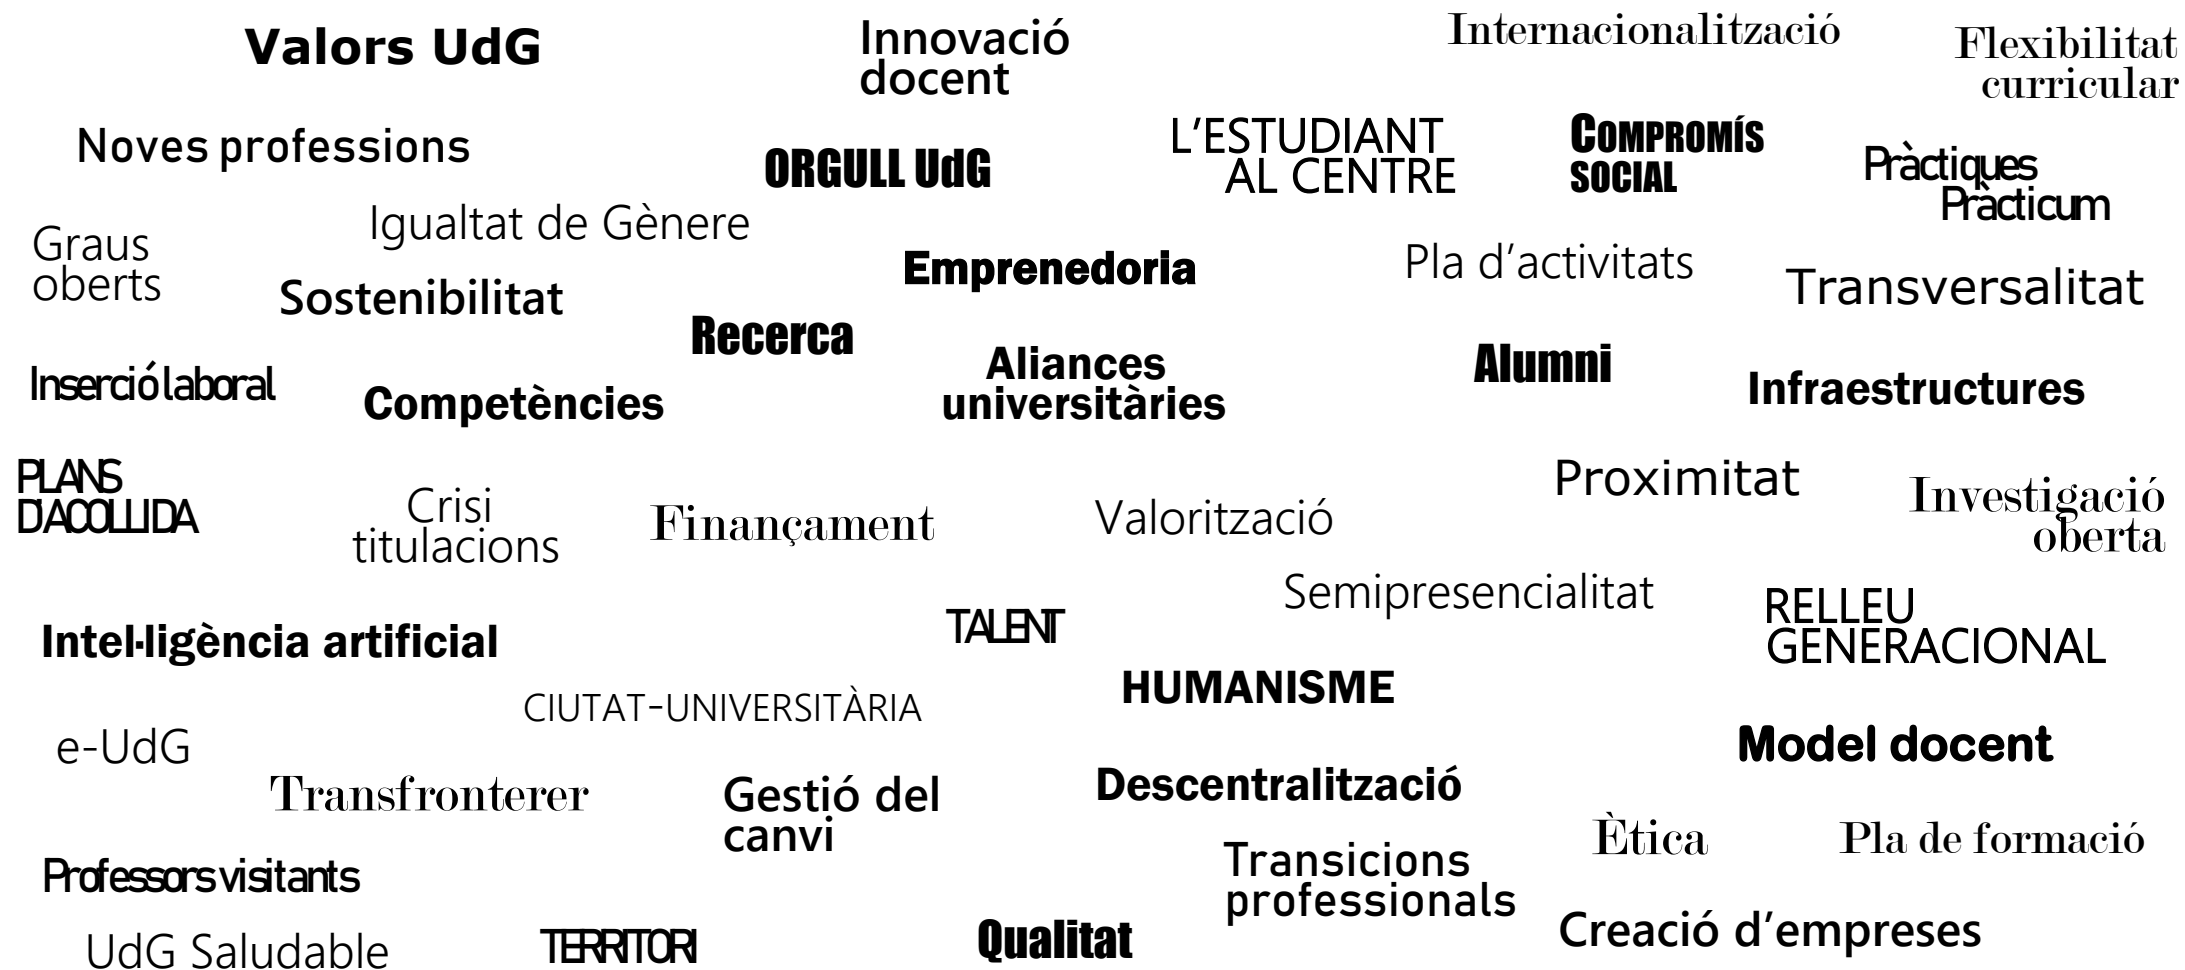 Valors UdG
Innovació
docent
Internacionalització
Flexibilitat
curricular
Noves professions
ORGULL UdG
L'ESTUDIANT
AL CENTRE
COMPROMÍS
SOCIAL
Pràctiques
Pràcticum
Graus
oberts
Igualtat de Gènere
Sostenibilitat
Emprenedoria
Pla d'activitats
Transversalitat
Recerca
Inserció laboral
Competències
Aliances
universitàries
Alumni
Infraestructures
PLANS
D'ACOLLIDA
Crisi
titulacions
Finançament
Valorització
Proximitat
Investigació
oberta
Intel·ligència artificial
TALENT
Semipresencialitat
RELLEU
GENERACIONAL
CIUTAT-UNIVERSITÀRIA
HUMANISME
e-UdG
Transfronterer
Gestió del
canvi
Descentralització
Model docent
Professors visitants
Transicions
professionals
Ètica
Pla de formació
UdG Saludable
TERRITORI
Qualitat
Creació d'empreses